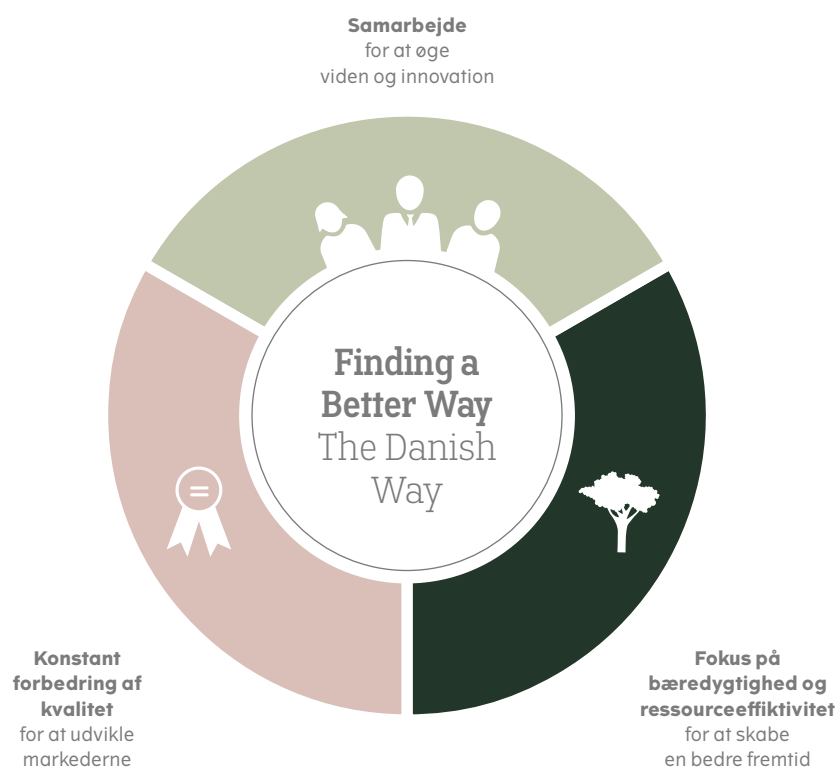 Samarbejde
for at øge
viden og innovation
Finding a
Better Way
The Danish
Way
Konstant
forbedring af
kvalitet
for at udvikle
markederne
Fokus på
bæredygtighed og
ressourceeffiktivitet
for at skabe
en bedre fremtid